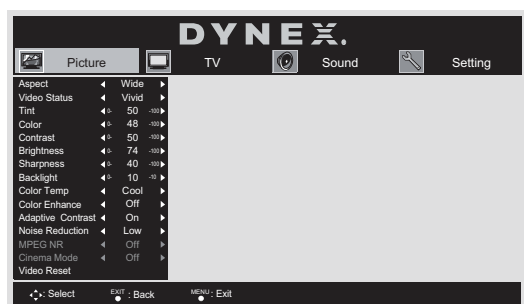 DYNEX.
Picture TV Sound Setting
Aspect Wide
Video Status Vivid
Tint 0- 50 -100
Color 0- 48 -100
Contrast 0- 50 -100
Brightness 0- 74 -100
Sharpness 0- 40 -100
Backlight 0- 10 -10
Color Temp Cool
Color Enhance Off
Adaptive Contrast On
Noise Reduction Low
MPEG NR Off
Cinema Mode Off
Video Reset
: Select EXIT : Back MENU : Exit